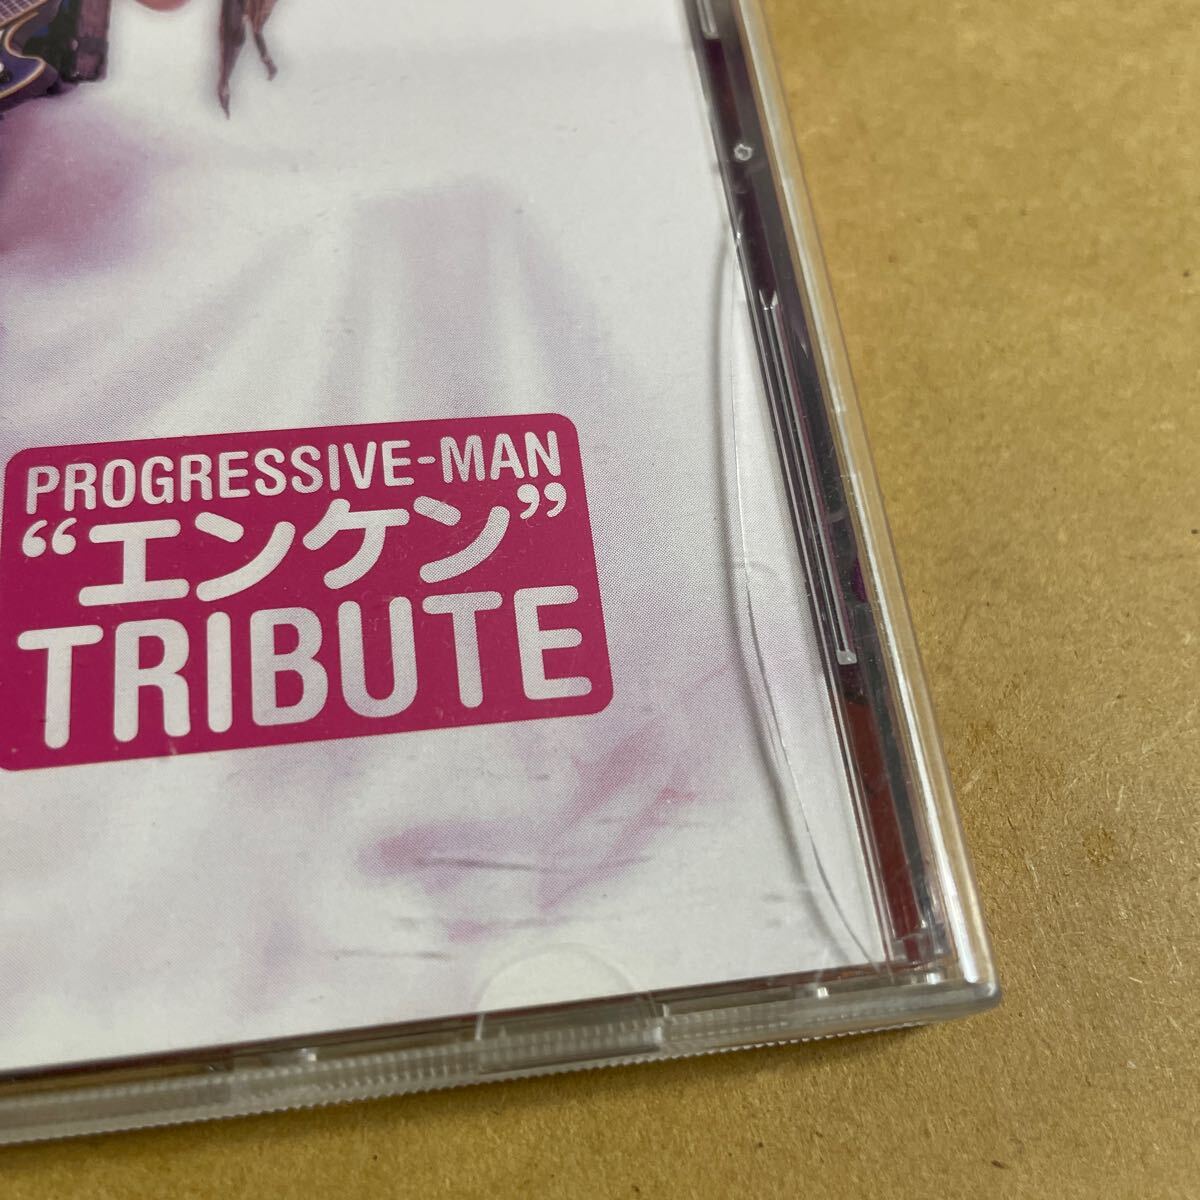 PROGRESSIVE-MAN
“エンケン”
TRIBUTE